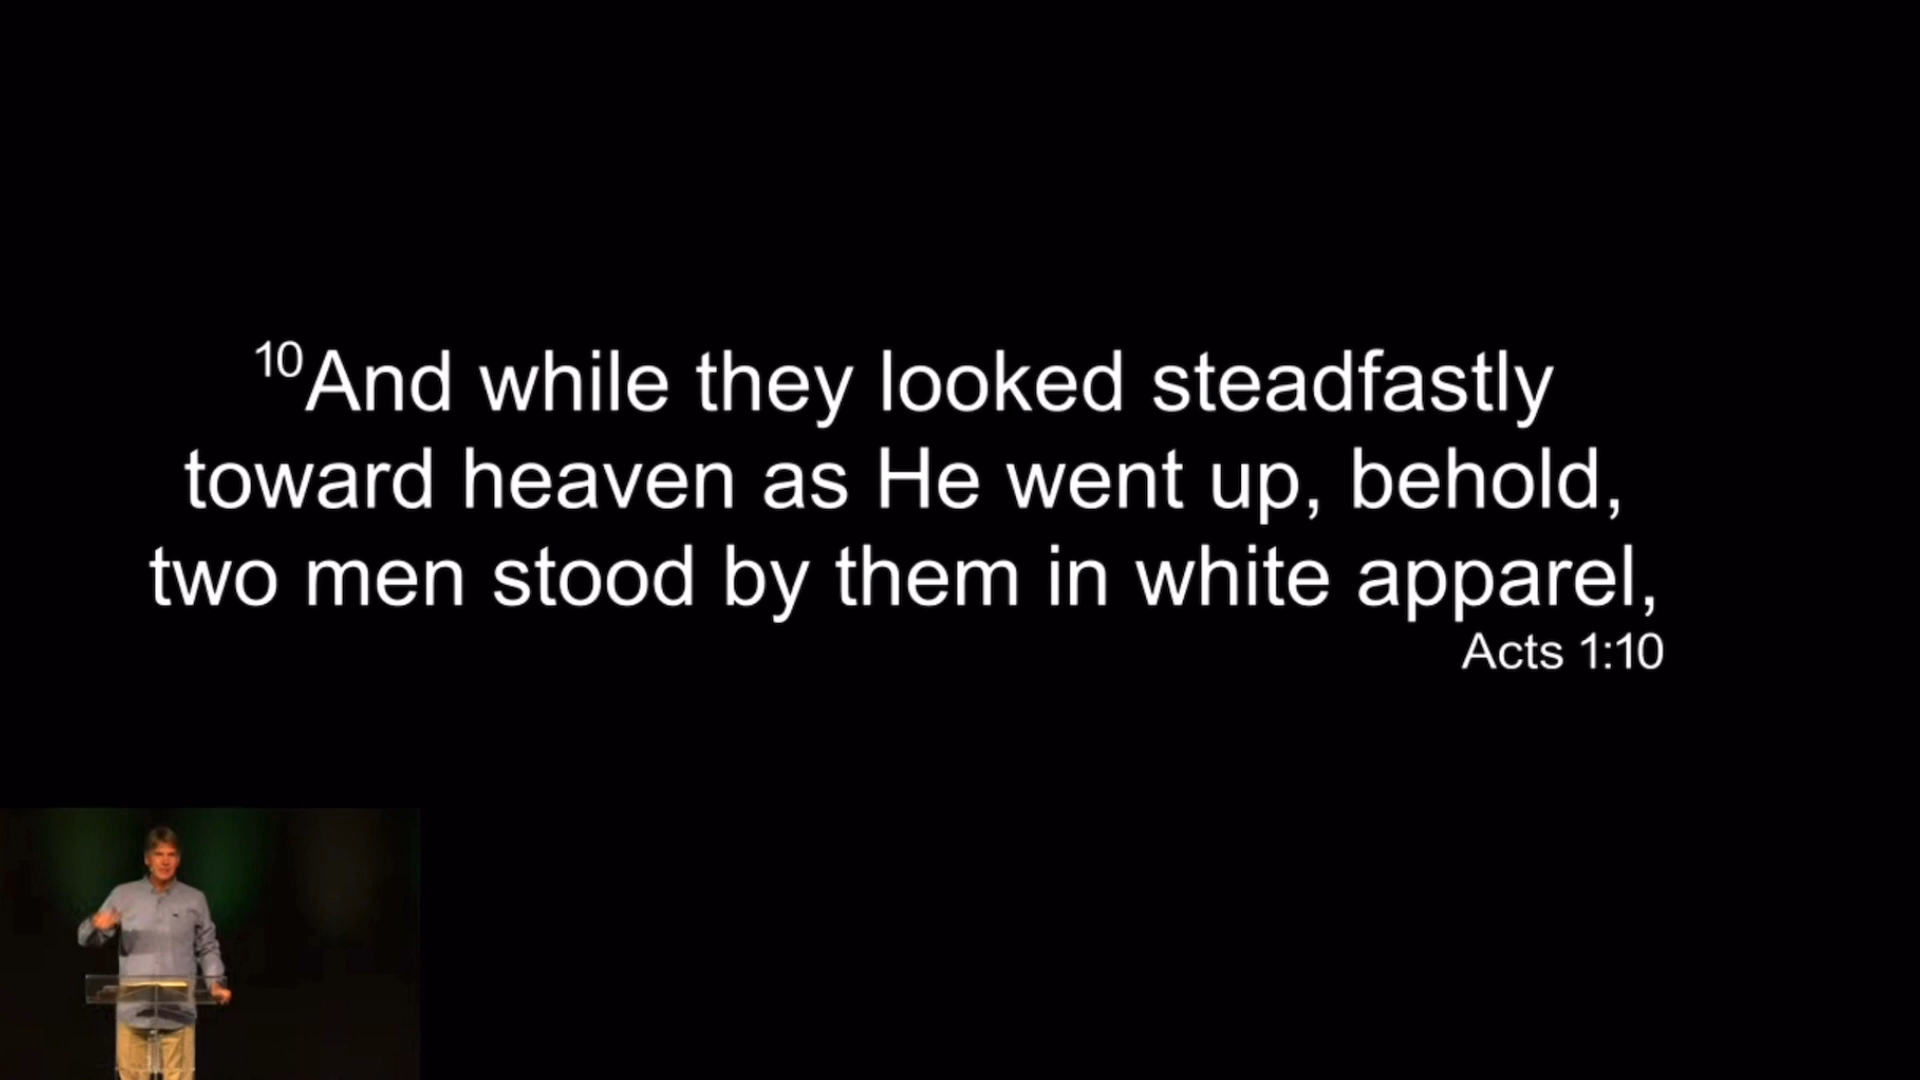 10And while they looked steadfastly
toward heaven as He went up, behold,
two men stood by them in white apparel,
Acts 1:10